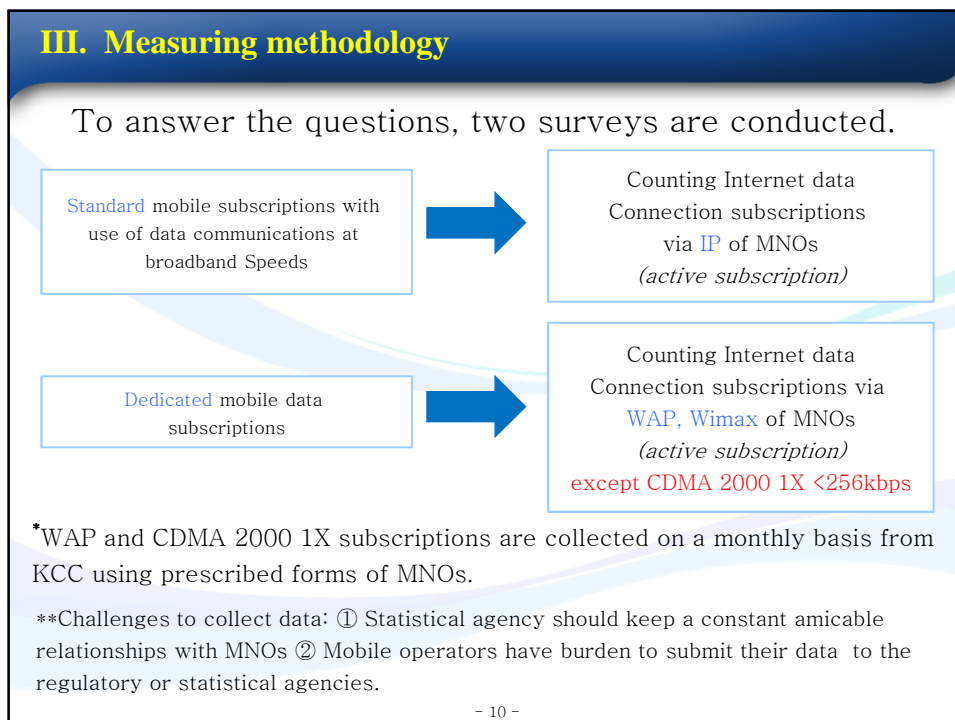 III. Measuring methodology
To answer the questions, two surveys are conducted.
Standard mobile subscriptions with
use of data communications at
broadband Speeds
Counting Internet data
Connection subscriptions
via IP of MNOs
(active subscription)
Dedicated mobile data
subscriptions
Counting Internet data
Connection subscriptions via
WAP, Wimax of MNOs
(active subscription)
except CDMA 2000 1X <256kbps
*WAP and CDMA 2000 1X subscriptions are collected on a monthly basis from
KCC using prescribed forms of MNOs.
**Challenges to collect data: ① Statistical agency should keep a constant amicable
relationships with MNOs ② Mobile operators have burden to submit their data to the
regulatory or statistical agencies.
- 10 -